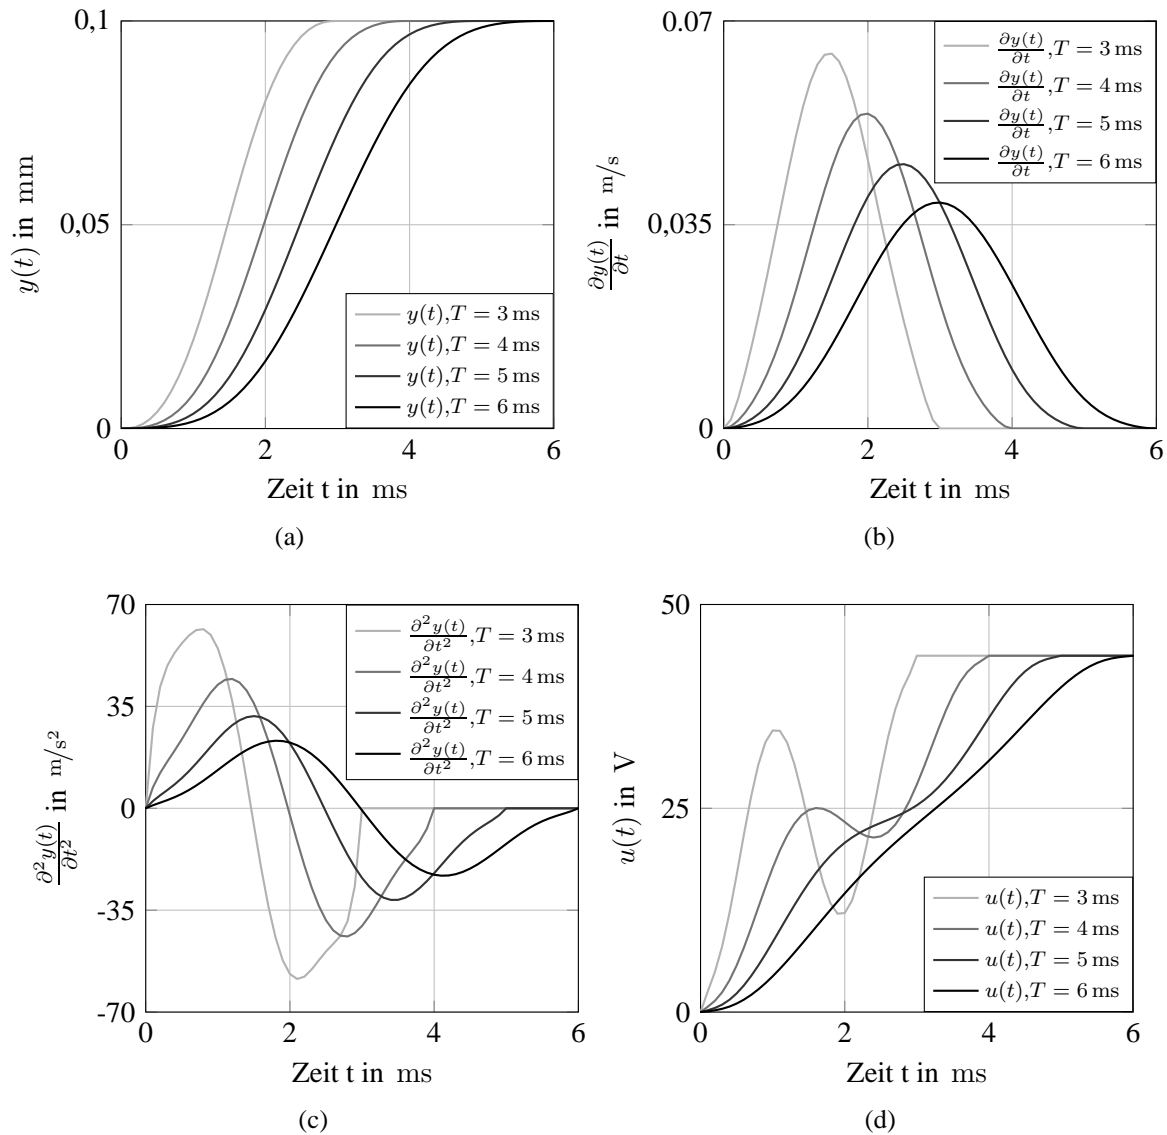 0,1
0,05
0
0
2
4
6
y(t) in mm
Zeit t in ms
y(t),T = 3 ms
y(t),T = 4 ms
y(t),T = 5 ms
y(t),T = 6 ms
(a)
0.07
0,035
0
0
2
4
6
∂y(t)/∂t in m/s
Zeit t in ms
∂y(t)/∂t,T = 3 ms
∂y(t)/∂t,T = 4 ms
∂y(t)/∂t,T = 5 ms
∂y(t)/∂t,T = 6 ms
(b)
70
35
0
-35
-70
0
2
4
6
∂²y(t)/∂t² in m/s²
Zeit t in ms
∂²y(t)/∂t²,T = 3 ms
∂²y(t)/∂t²,T = 4 ms
∂²y(t)/∂t²,T = 5 ms
∂²y(t)/∂t²,T = 6 ms
(c)
50
25
0
0
2
4
6
u(t) in V
Zeit t in ms
u(t),T = 3 ms
u(t),T = 4 ms
u(t),T = 5 ms
u(t),T = 6 ms
(d)